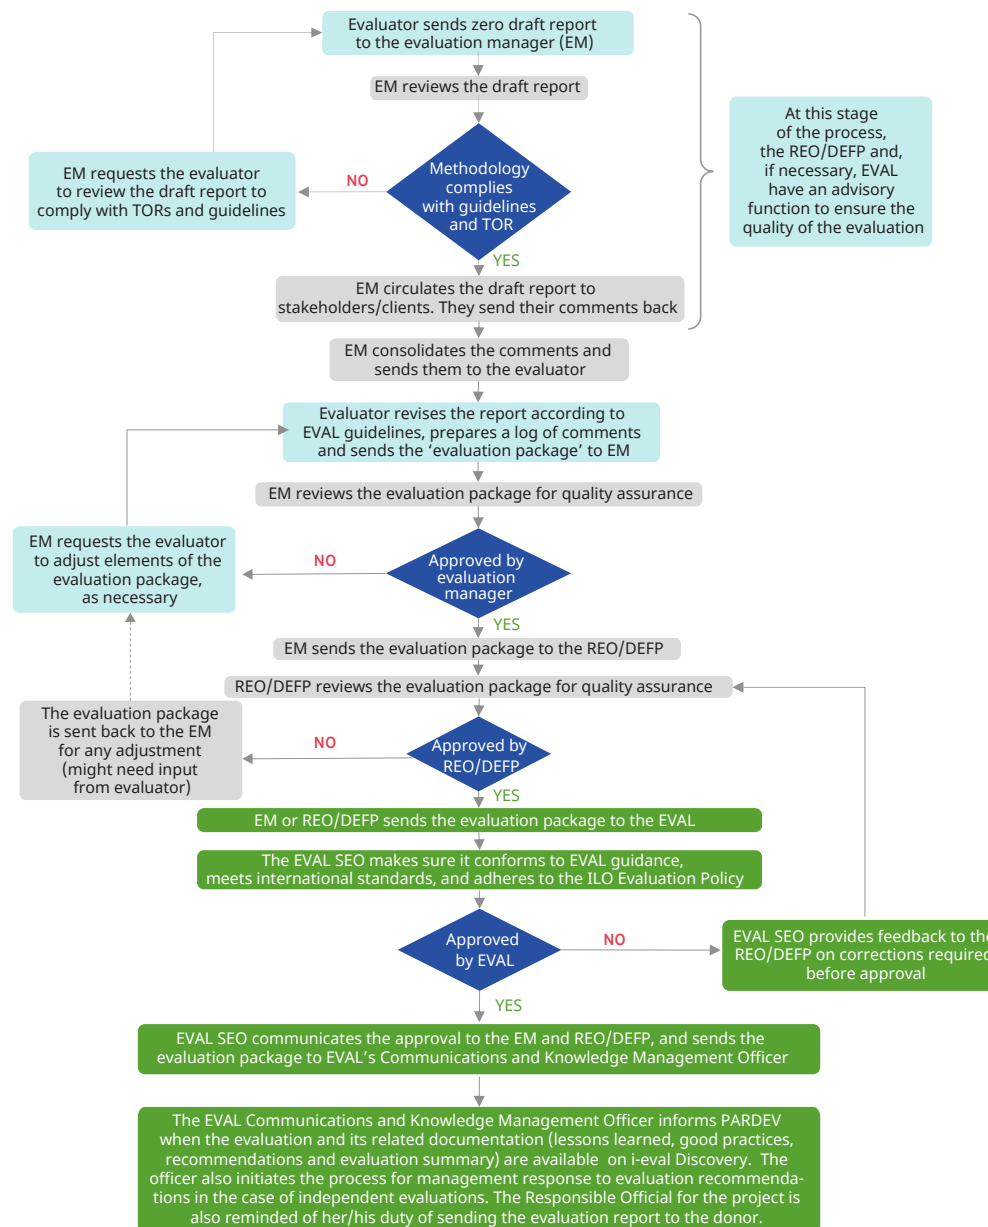 Evaluator sends zero draft report
to the evaluation manager (EM)
EM reviews the draft report
At this stage
of the process,
the REO/DEFP and,
if necessary, EVAL
have an advisory
function to ensure the
quality of the evaluation
Methodology
complies
with guidelines
and TOR
NO
EM requests the evaluator
to review the draft report to
comply with TORs and guidelines
YES
EM circulates the draft report to
stakeholders/clients. They send their comments back
EM consolidates the comments and
sends them to the evaluator
Evaluator revises the report according to
EVAL guidelines, prepares a log of comments
and sends the ‘evaluation package’ to EM
EM reviews the evaluation package for quality assurance
Approved by
evaluation
manager
NO
EM requests the evaluator
to adjust elements of the
evaluation package,
as necessary
YES
EM sends the evaluation package to the REO/DEFP
REO/DEFP reviews the evaluation package for quality assurance
Approved by
REO/DEFP
NO
The evaluation package
is sent back to the EM
for any adjustment
(might need input
from evaluator)
YES
EM or REO/DEFP sends the evaluation package to the EVAL
The EVAL SEO makes sure it conforms to EVAL guidance,
meets international standards, and adheres to the ILO Evaluation Policy
Approved
by EVAL
NO
EVAL SEO provides feedback to the
REO/DEFP on corrections required
before approval
YES
EVAL SEO communicates the approval to the EM and REO/DEFP, and sends the
evaluation package to EVAL’s Communications and Knowledge Management Officer
The EVAL Communications and Knowledge Management Officer informs PARDEV
when the evaluation and its related documentation (lessons learned, good practices,
recommendations and evaluation summary) are available on i-eval Discovery. The
officer also initiates the process for management response to evaluation recommenda-
tions in the case of independent evaluations. The Responsible Official for the project is
also reminded of her/his duty of sending the evaluation report to the donor.